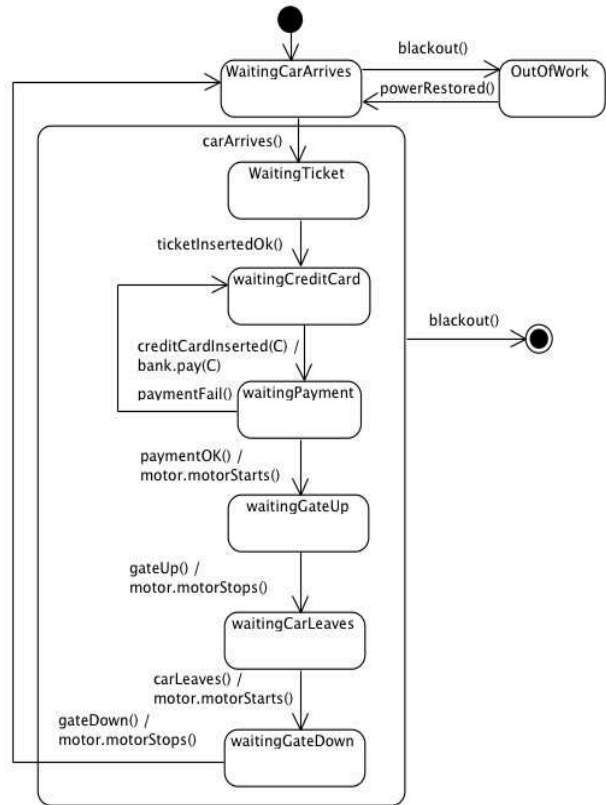 blackout()
WaitingCarArrives
OutOfWork
powerRestored()
carArrives()
WaitingTicket
ticketInsertedOk()
waitingCreditCard
blackout()
creditCardInserted(C) /
bank.pay(C)
paymentFail()
waitingPayment
paymentOK() /
motor.motorStarts()
waitingGateUp
gateUp() /
motor.motorStops()
waitingCarLeaves
carLeaves() /
motor.motorStarts()
gateDown() /
motor.motorStops()
waitingGateDown